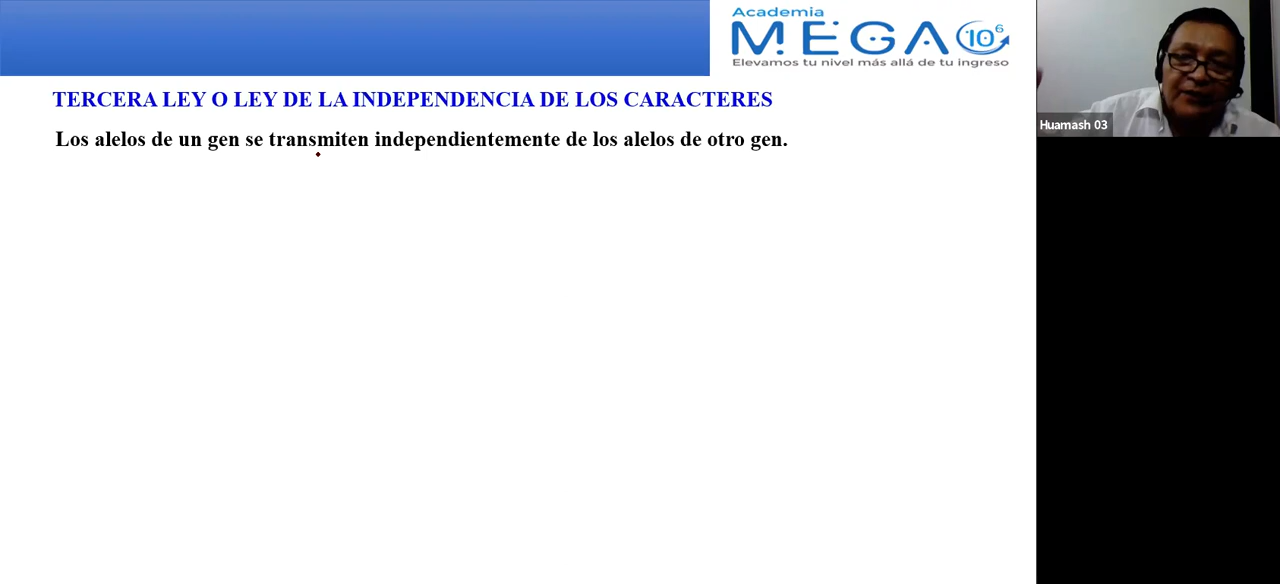 Academia
MEGA 10⁶
Elevamos tu nivel más allá de tu ingreso
TERCERA LEY O LEY DE LA INDEPENDENCIA DE LOS CARACTERES
Los alelos de un gen se transmiten independientemente de los alelos de otro gen.
Huamash 03